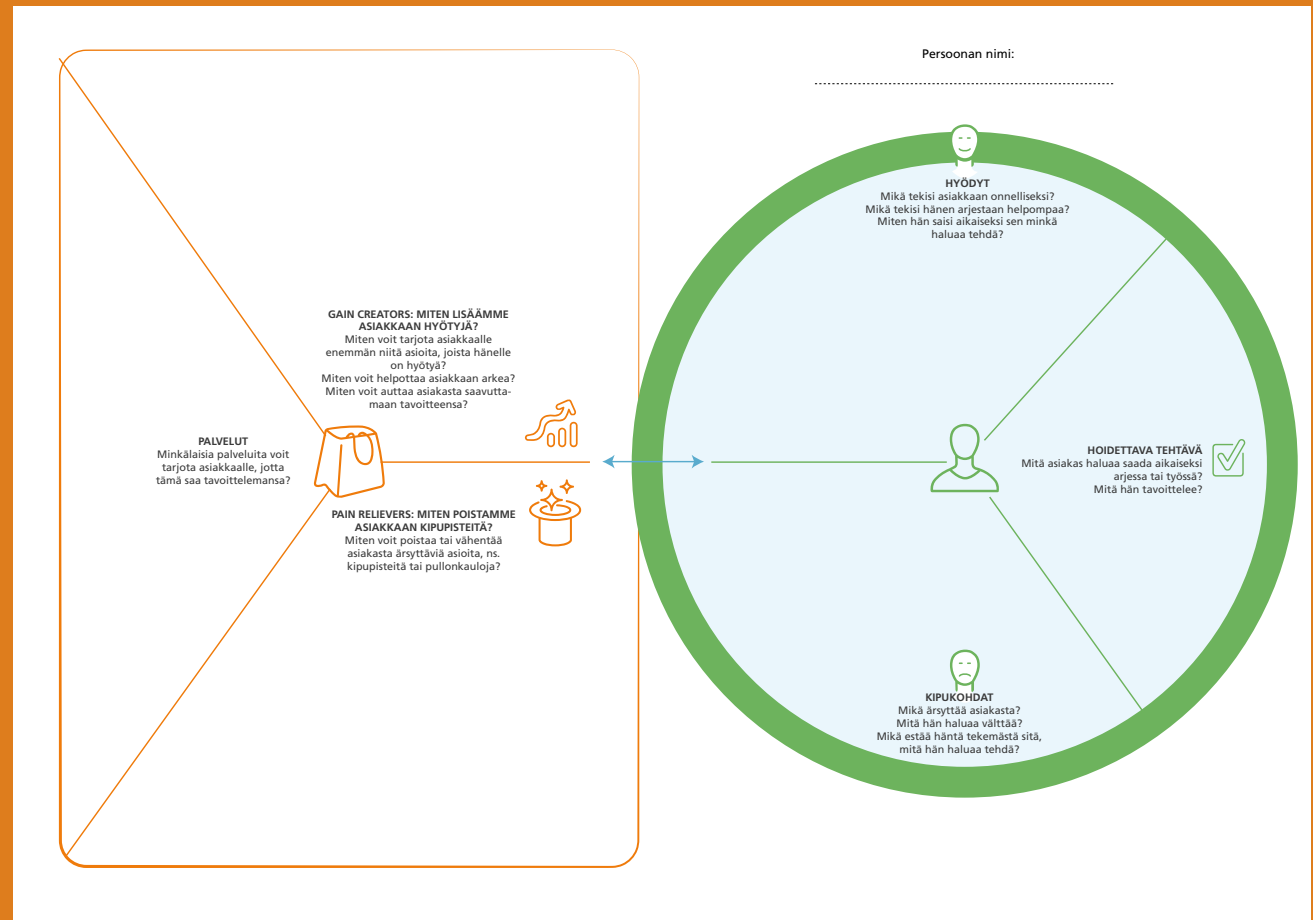 Persoonan nimi:
HYÖDYT
Mikä tekisi asiakkaan onnelliseksi?
Mikä tekisi hänen arjestaan helpompaa?
Miten hän saisi aikaiseksi sen minkä
haluaa tehdä?
GAIN CREATORS: MITEN LISÄÄMME
ASIAKKAAN HYÖTYJÄ?
Miten voit tarjota asiakkaalle
enemmän niitä asioita, joista hänelle
on hyötyä?
Miten voit helpottaa asiakkaan arkea?
Miten voit auttaa asiakasta saavutta-
maan tavoitteensa?
PALVELUT
Minkälaisia palveluita voit
tarjota asiakkaalle, jotta
tämä saa tavoittelemansa?
HOIDETTAVA TEHTÄVÄ
Mitä asiakas haluaa saada aikaiseksi
arjessa tai työssä?
Mitä hän tavoittelee?
PAIN RELIEVERS: MITEN POISTAMME
ASIAKKAAN KIPUPISTEITÄ?
Miten voit poistaa tai vähentää
asiakasta ärsyttäviä asioita, ns.
kipupisteitä tai pullonkauloja?
KIPUKOHDAT
Mikä ärsyttää asiakasta?
Mitä hän haluaa välttää?
Mikä estää häntä tekemästä sitä,
mitä hän haluaa tehdä?